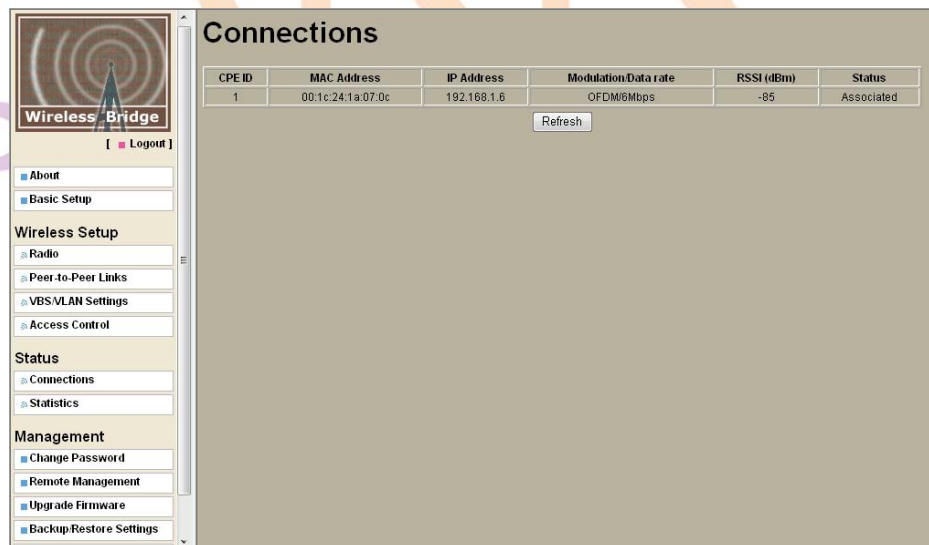 Wireless Bridge
[ Logout ]
About
Basic Setup
Wireless Setup
Radio
Peer-to-Peer Links
VBS/VLAN Settings
Access Control
Status
Connections
Statistics
Management
Change Password
Remote Management
Upgrade Firmware
Backup/Restore Settings
Connections
CPE ID MAC Address IP Address Modulation/Data rate RSSI (dBm) Status
1 00:1c:24:1a:07:0c 192.168.1.6 OFDM/6Mbps -85 Associated
Refresh